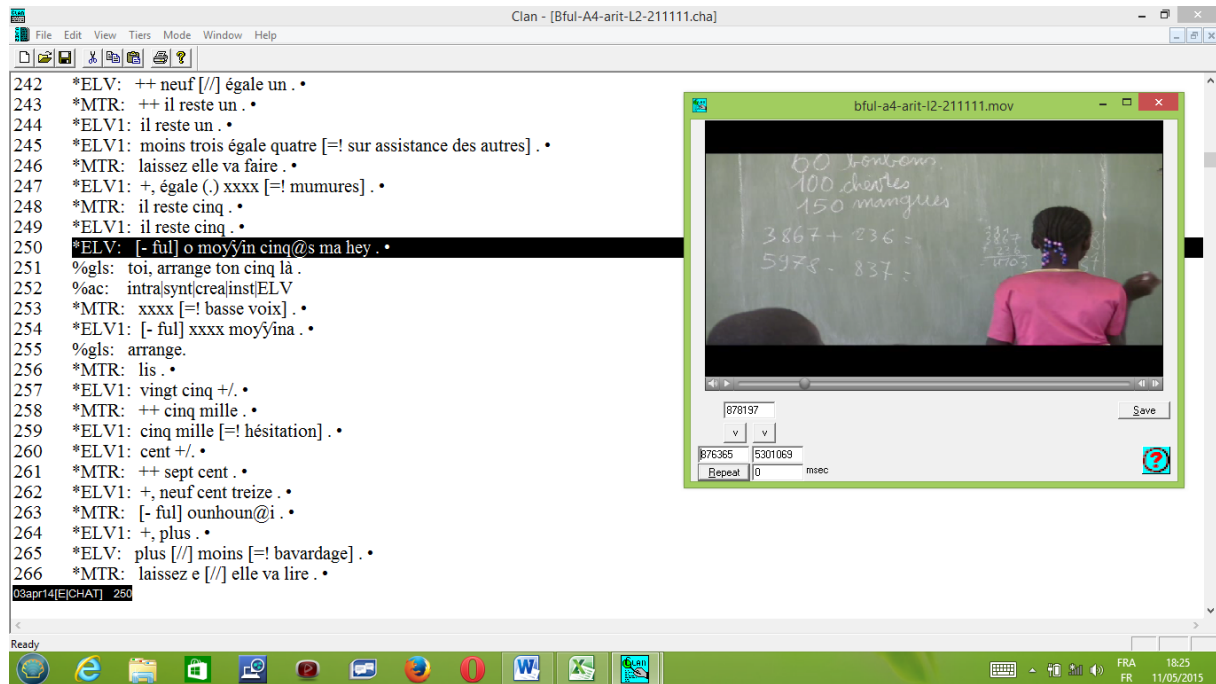 Clan - [Bful-A4-arit-L2-211111.cha]
File Edit View Tiers Mode Window Help
242 *ELV: ++ neuf [//] égale un . •
243 *MTR: ++ il reste un . •
244 *ELV1: il reste un . •
245 *ELV1: moins trois égale quatre [=! sur assistance des autres] . •
246 *MTR: laissez elle va faire . •
247 *ELV1: +, égale (.) xxxx [=! mumures] . •
248 *MTR: il reste cinq . •
249 *ELV1: il reste cinq . •
250 *ELV: [- ful] o moƴƴin cinq@s ma hey . •
251 %gls: toi, arrange ton cinq là .
252 %ac: intra|synt|crea|inst|ELV
253 *MTR: xxxx [=! basse voix] . •
254 *ELV1: [- ful] xxxx moƴƴina . •
255 %gls: arrange.
256 *MTR: lis . •
257 *ELV1: vingt cinq +/. •
258 *MTR: ++ cinq mille . •
259 *ELV1: cinq mille [=! hésitation] . •
260 *ELV1: cent +/. •
261 *MTR: ++ sept cent . •
262 *ELV1: +, neuf cent treize . •
263 *MTR: [- ful] ounhoun@i . •
264 *ELV1: +, plus . •
265 *ELV: plus [//] moins [=! bavardage] . •
266 *MTR: laissez e [//] elle va lire . •
03apr14[E|CHAT] 250
Ready
bful-a4-arit-l2-211111.mov
60 bonbons
100 chèvres
150 mangues
3867 + 236 =
5978 - 837 =
878197
Save
v v
876365 5301069
Repeat 0 msec
FRA 18:25
FR 11/05/2015